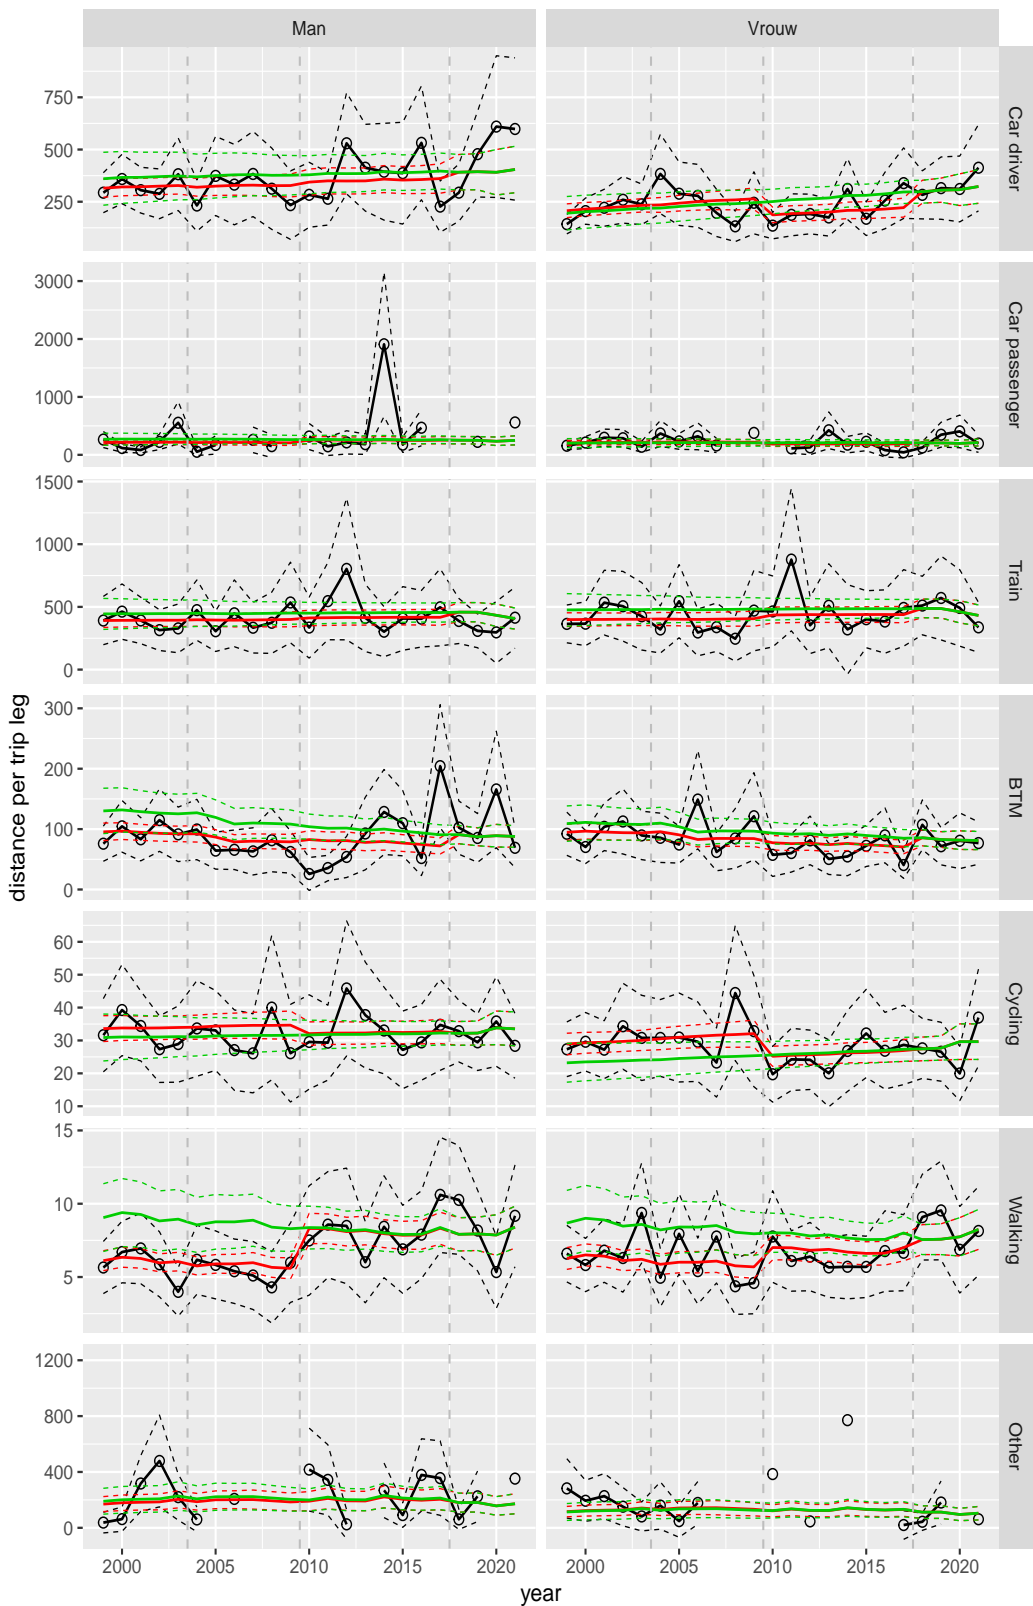 Man Vrouw
distance per trip leg
750
500
250
Car driver
3000
2000
1000
0
Car passenger
1500
1000
500
0
Train
300
200
100
0
BTM
60
50
40
30
20
10
Cycling
15
10
5
Walking
1200
800
400
0
Other
2000 2005 2010 2015 2020 2000 2005 2010 2015 2020
year